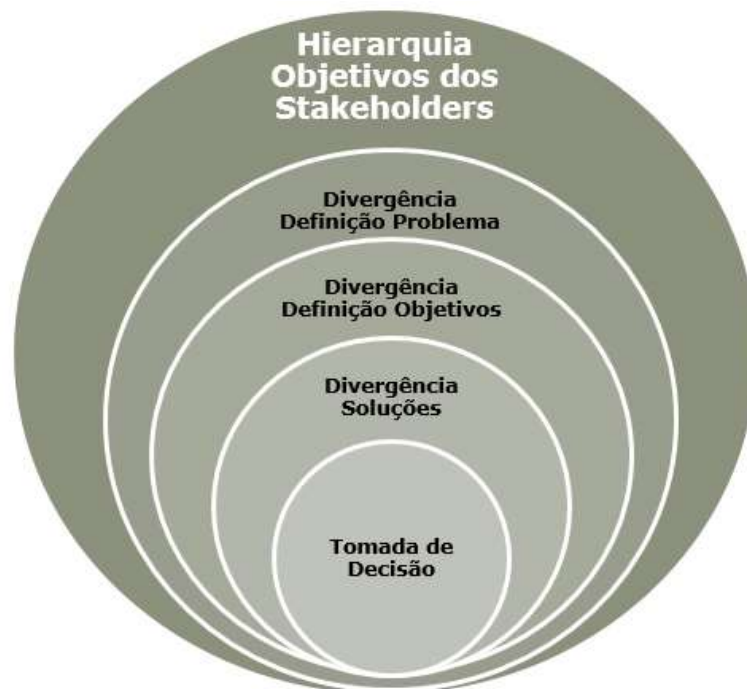 Hierarquia
Objetivos dos
Stakeholders
Divergência
Definição Problema
Divergência
Definição Objetivos
Divergência
Soluções
Tomada de
Decisão